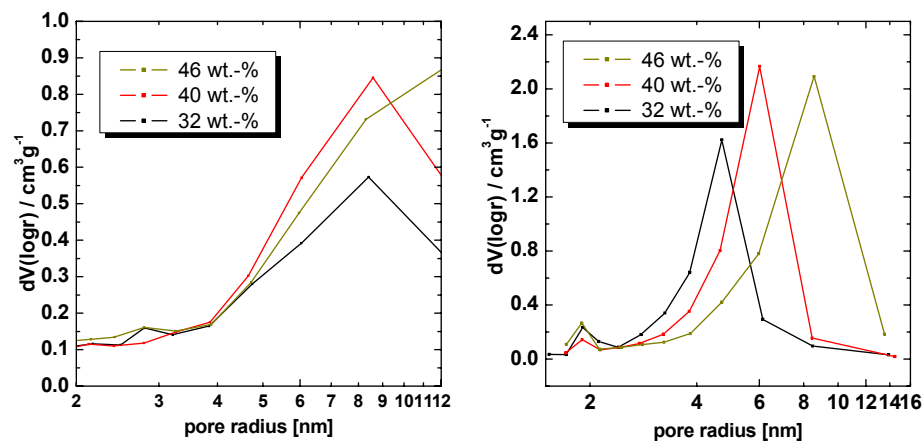 1.0
0.9
0.8
0.7
0.6
0.5
0.4
0.3
0.2
0.1
0.0
dV(logr) / cm³g⁻¹
46 wt.-%
40 wt.-%
32 wt.-%
2 3 4 5 6 7 8 9 10 11 12
pore radius [nm]
2.4
2.0
1.6
1.2
0.8
0.4
0.0
dV(logr) / cm³g⁻¹
46 wt.-%
40 wt.-%
32 wt.-%
2 4 6 8 10 12 14 16
pore radius [nm]